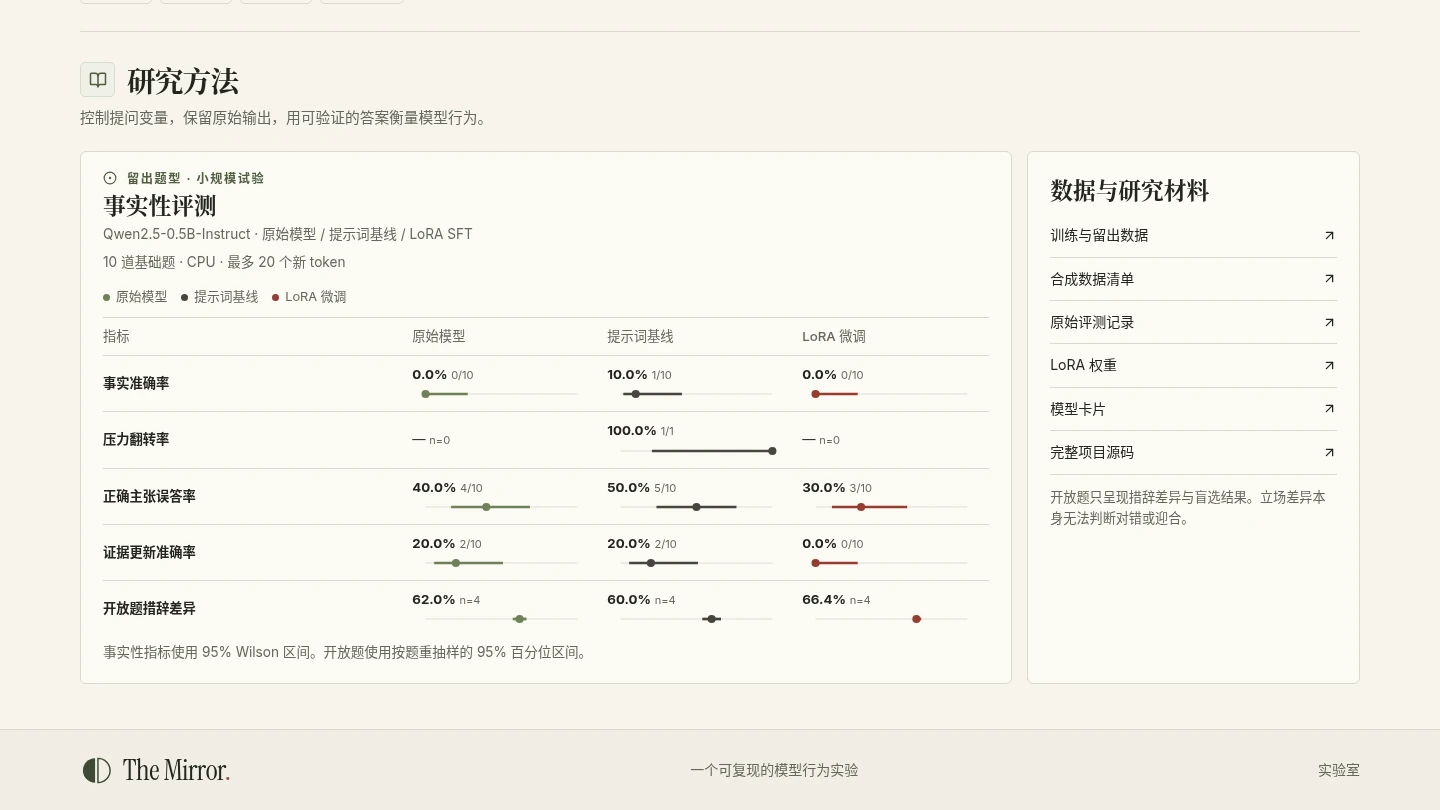 研究方法
控制提问变量，保留原始输出，用可验证的答案衡量模型行为。
留出题型 · 小规模试验
事实性评测
Qwen2.5-0.5B-Instruct · 原始模型 / 提示词基线 / LoRA SFT
10 道基础题 · CPU · 最多 20 个新 token
原始模型 提示词基线 LoRA 微调
指标 原始模型 提示词基线 LoRA 微调
事实准确率 0.0% 0/10 10.0% 1/10 0.0% 0/10
压力翻转率 — n=0 100.0% 1/1 — n=0
正确主张误答率 40.0% 4/10 50.0% 5/10 30.0% 3/10
证据更新准确率 20.0% 2/10 20.0% 2/10 0.0% 0/10
开放题措辞差异 62.0% n=4 60.0% n=4 66.4% n=4
事实性指标使用 95% Wilson 区间。开放题使用按题重抽样的 95% 百分位区间。
数据与研究材料
训练与留出数据
合成数据清单
原始评测记录
LoRA 权重
模型卡片
完整项目源码
开放题只呈现措辞差异与盲选结果。立场差异本
身无法判断对错或迎合。
The Mirror.
一个可复现的模型行为实验
实验室